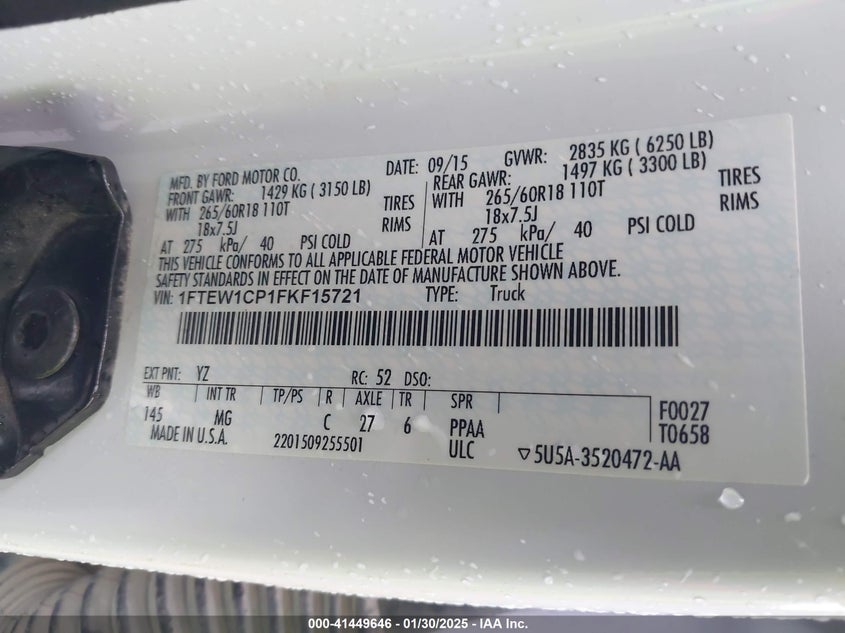 MFD. BY FORD MOTOR CO. DATE: 09/15 GVWR: 2835 KG ( 6250 LB)
FRONT GAWR: 1429 KG ( 3150 LB) REAR GAWR: 1497 KG ( 3300 LB)
WITH 265/60R18 110T TIRES WITH 265/60R18 110T TIRES
18x7.5J RIMS 18x7.5J RIMS
AT 275 kPa/ 40 PSI COLD AT 275 kPa/ 40 PSI COLD
THIS VEHICLE CONFORMS TO ALL APPLICABLE FEDERAL MOTOR VEHICLE
SAFETY STANDARDS IN EFFECT ON THE DATE OF MANUFACTURE SHOWN ABOVE.
VIN: 1FTEW1CP1FKF15721 TYPE: Truck
EXT PNT: YZ RC: 52 DSO:
WB INT TR TP/PS R AXLE TR SPR F0027
145 MG C 27 6 PPAA T0658
MADE IN U.S.A. 2201509255501 ULC ▽5U5A-3520472-AA
000-41449646 - 01/30/2025 - IAA Inc.